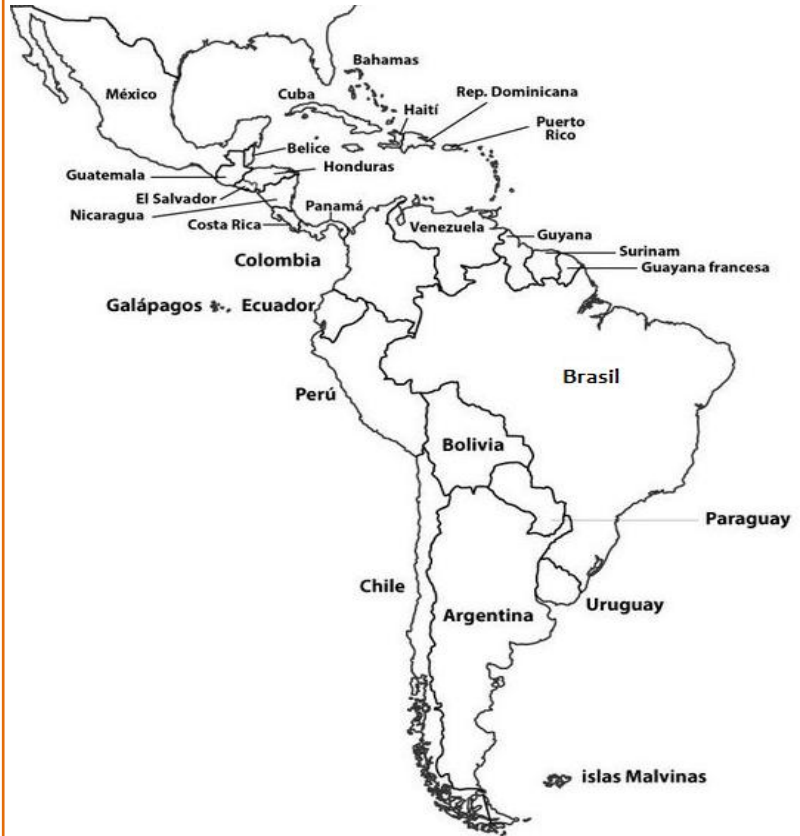 Bahamas
México
Cuba
Rep. Dominicana
Haití
Puerto
Rico
Belice
Honduras
Guatemala
El Salvador
Nicaragua
Panamá
Costa Rica
Venezuela
Guyana
Surinam
Colombia
Guayana francesa
Galápagos
Ecuador
Brasil
Perú
Bolivia
Paraguay
Chile
Uruguay
Argentina
islas Malvinas